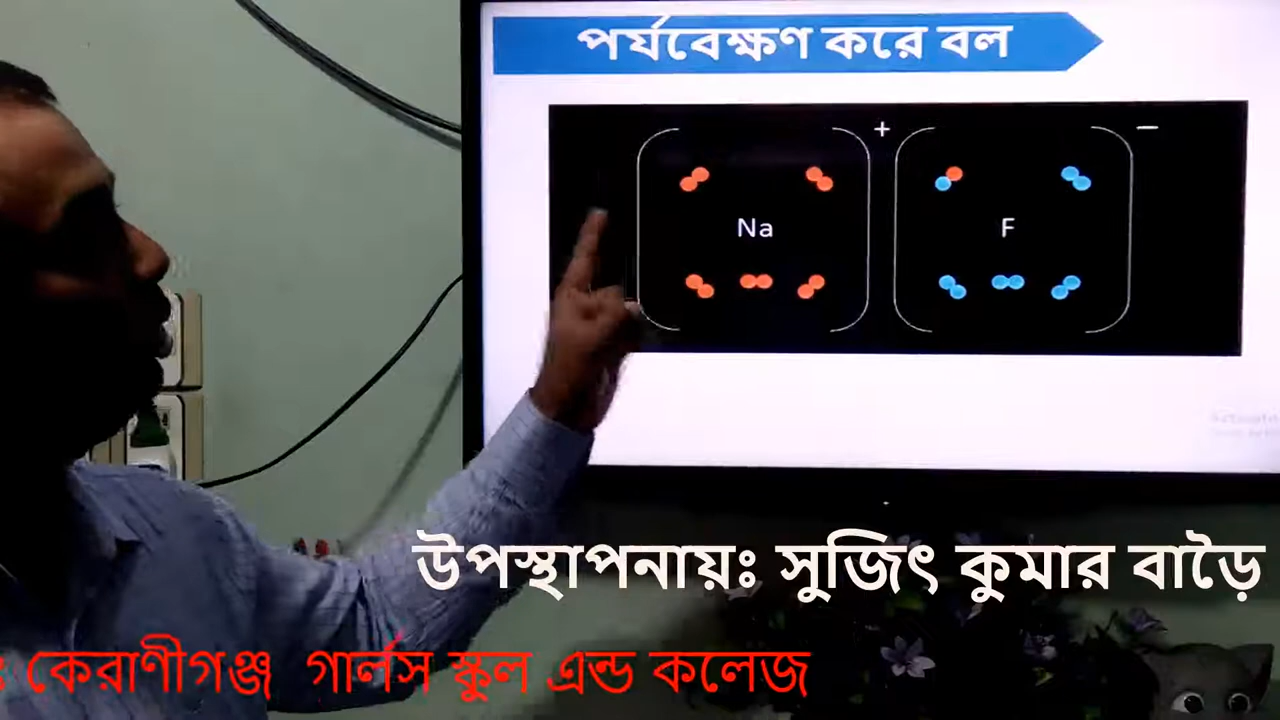 পর্যবেক্ষণ করে বল
+
−
Na
F
উপস্থাপনায়ঃ সুজিৎ কুমার বাড়ৈ
কেরাণীগঞ্জ গার্লস স্কুল এন্ড কলেজ